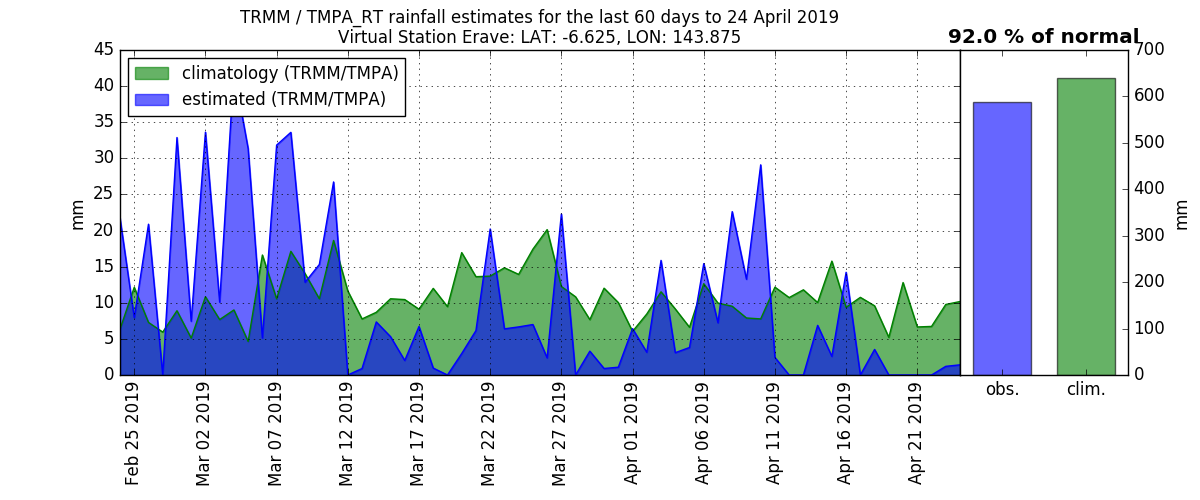 TRMM / TMPA_RT rainfall estimates for the last 60 days to 24 April 2019
Virtual Station Erave: LAT: -6.625, LON: 143.875
92.0 % of normal
climatology (TRMM/TMPA)
estimated (TRMM/TMPA)
mm
45
40
35
30
25
20
15
10
5
0
Feb 25 2019
Mar 02 2019
Mar 07 2019
Mar 12 2019
Mar 17 2019
Mar 22 2019
Mar 27 2019
Apr 01 2019
Apr 06 2019
Apr 11 2019
Apr 16 2019
Apr 21 2019
obs.
clim.
700
600
500
400
300
200
100
0
mm